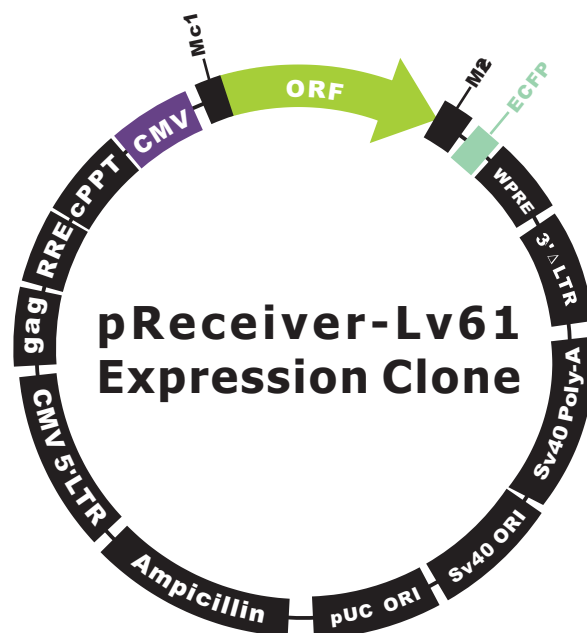 Mc1
ORF
M2
ECFP
WPRE
3'Δ LTR
Sv40 Poly-A
Sv40 ORI
pUC ORI
Ampicillin
CMV 5'LTR
gag
RRE
cPPT
CMV
pReceiver-Lv61
Expression Clone